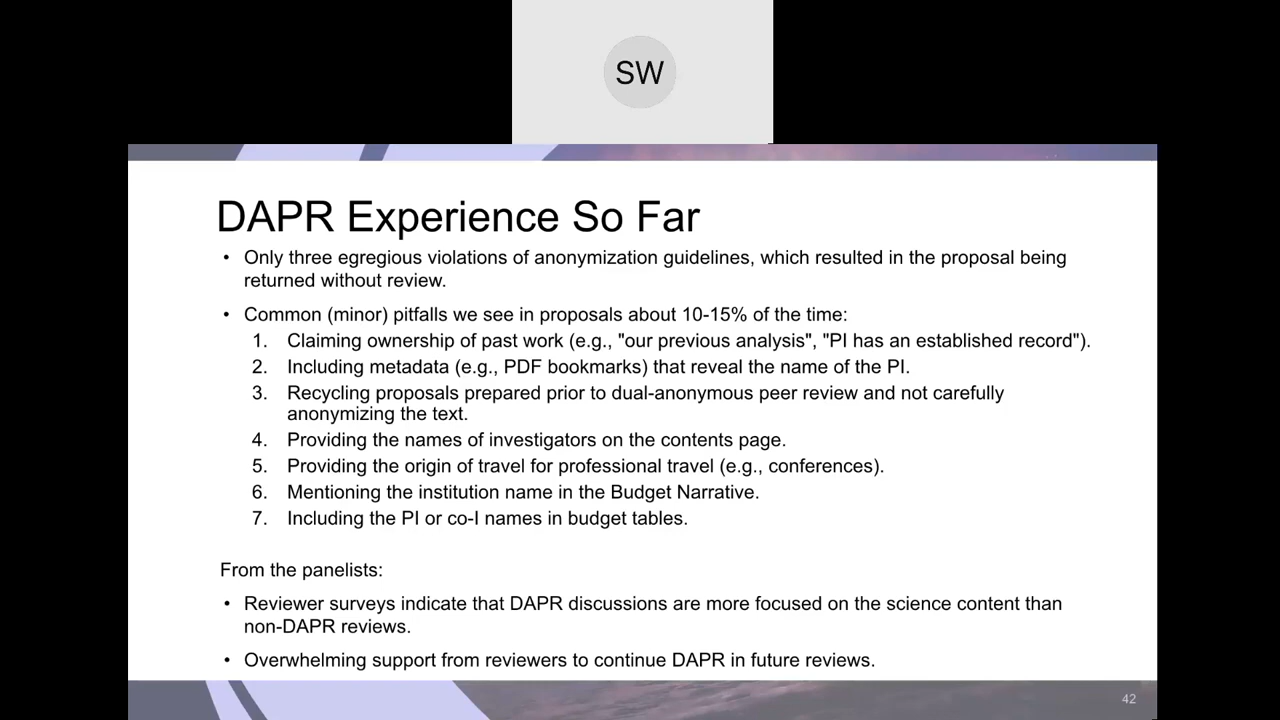 SW
DAPR Experience So Far
• Only three egregious violations of anonymization guidelines, which resulted in the proposal being
returned without review.
• Common (minor) pitfalls we see in proposals about 10-15% of the time:
1. Claiming ownership of past work (e.g., "our previous analysis", "PI has an established record").
2. Including metadata (e.g., PDF bookmarks) that reveal the name of the PI.
3. Recycling proposals prepared prior to dual-anonymous peer review and not carefully
anonymizing the text.
4. Providing the names of investigators on the contents page.
5. Providing the origin of travel for professional travel (e.g., conferences).
6. Mentioning the institution name in the Budget Narrative.
7. Including the PI or co-I names in budget tables.
From the panelists:
• Reviewer surveys indicate that DAPR discussions are more focused on the science content than
non-DAPR reviews.
• Overwhelming support from reviewers to continue DAPR in future reviews.
42